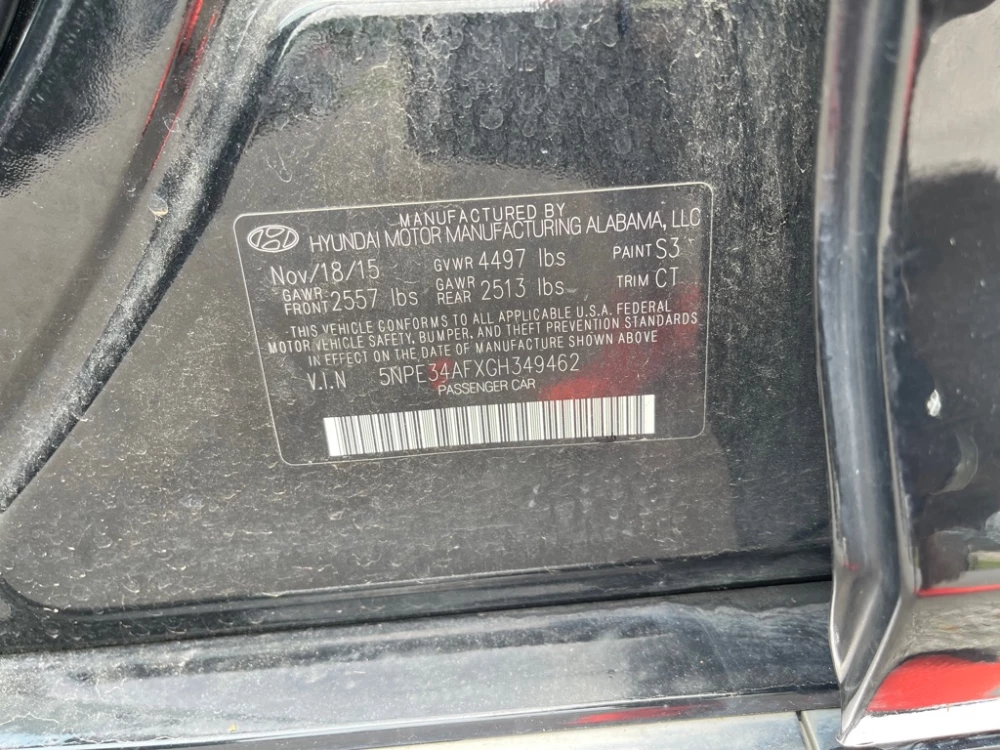 MANUFACTURED BY
HYUNDAI MOTOR MANUFACTURING ALABAMA, LLC
Nov/18/15 GVWR 4497 lbs PAINT S3
GAWR FRONT 2557 lbs GAWR REAR 2513 lbs TRIM CT
THIS VEHICLE CONFORMS TO ALL APPLICABLE U.S.A. FEDERAL
MOTOR VEHICLE SAFETY, BUMPER, AND THEFT PREVENTION STANDARDS
IN EFFECT ON THE DATE OF MANUFACTURE SHOWN ABOVE
V.I.N 5NPE34AFXGH349462
PASSENGER CAR